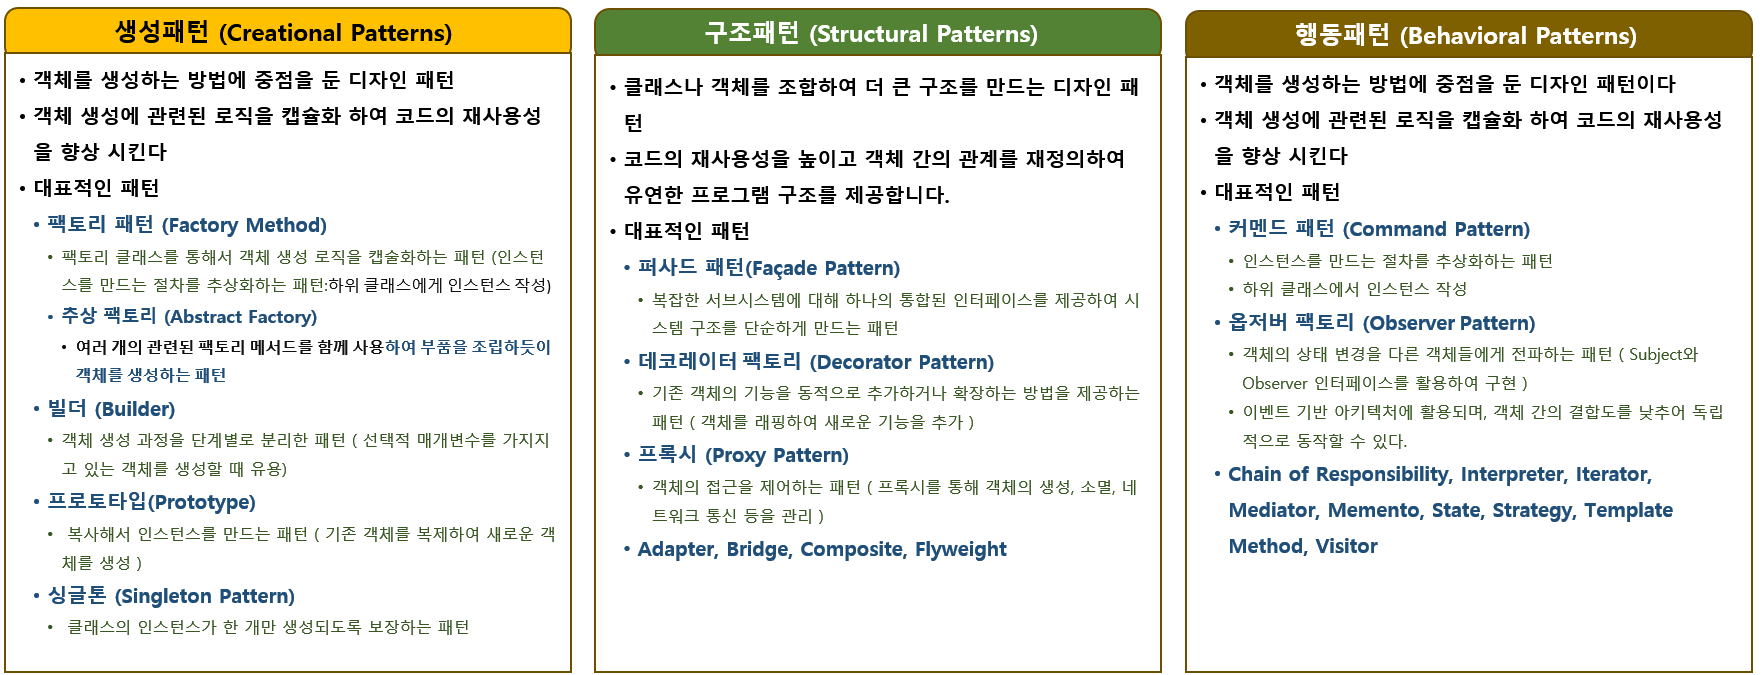 생성패턴 (Creational Patterns)
• 객체를 생성하는 방법에 중점을 둔 디자인 패턴
• 객체 생성에 관련된 로직을 캡슐화 하여 코드의 재사용성
을 향상 시킨다
• 대표적인 패턴
• 팩토리 패턴 (Factory Method)
• 팩토리 클래스를 통해서 객체 생성 로직을 캡슐화하는 패턴 (인스턴
스를 만드는 절차를 추상화하는 패턴:하위 클래스에게 인스턴스 작성)
• 추상 팩토리 (Abstract Factory)
• 여러 개의 관련된 팩토리 메서드를 함께 사용하여 부품을 조립하듯이
객체를 생성하는 패턴
• 빌더 (Builder)
• 객체 생성 과정을 단계별로 분리한 패턴 ( 선택적 매개변수를 가지지
고 있는 객체를 생성할 때 유용)
• 프로토타입(Prototype)
• 복사해서 인스턴스를 만드는 패턴 ( 기존 객체를 복제하여 새로운 객
체를 생성 )
• 싱글톤 (Singleton Pattern)
• 클래스의 인스턴스가 한 개만 생성되도록 보장하는 패턴
구조패턴 (Structural Patterns)
• 클래스나 객체를 조합하여 더 큰 구조를 만드는 디자인 패
턴
• 코드의 재사용성을 높이고 객체 간의 관계를 재정의하여
유연한 프로그램 구조를 제공합니다.
• 대표적인 패턴
• 퍼사드 패턴(Façade Pattern)
• 복잡한 서브시스템에 대해 하나의 통합된 인터페이스를 제공하여 시
스템 구조를 단순하게 만드는 패턴
• 데코레이터 팩토리 (Decorator Pattern)
• 기존 객체의 기능을 동적으로 추가하거나 확장하는 방법을 제공하는
패턴 ( 객체를 래핑하여 새로운 기능을 추가 )
• 프록시 (Proxy Pattern)
• 객체의 접근을 제어하는 패턴 ( 프록시를 통해 객체의 생성, 소멸, 네
트워크 통신 등을 관리 )
• Adapter, Bridge, Composite, Flyweight
행동패턴 (Behavioral Patterns)
• 객체를 생성하는 방법에 중점을 둔 디자인 패턴이다
• 객체 생성에 관련된 로직을 캡슐화 하여 코드의 재사용성
을 향상 시킨다
• 대표적인 패턴
• 커멘드 패턴 (Command Pattern)
• 인스턴스를 만드는 절차를 추상화하는 패턴
• 하위 클래스에서 인스턴스 작성
• 옵저버 팩토리 (Observer Pattern)
• 객체의 상태 변경을 다른 객체들에게 전파하는 패턴 ( Subject와
Observer 인터페이스를 활용하여 구현 )
• 이벤트 기반 아키텍처에 활용되며, 객체 간의 결합도를 낮추어 독립
적으로 동작할 수 있다.
• Chain of Responsibility, Interpreter, Iterator,
Mediator, Memento, State, Strategy, Template
Method, Visitor